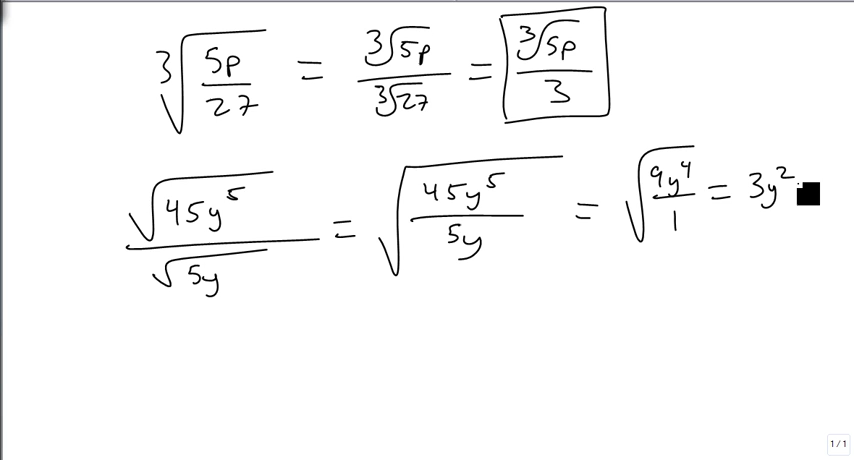 ∛(5p/27) = ∛(5p)/∛27 = ∛(5p)/3
√(45y⁵)/√(5y) = √(45y⁵/5y) = √(9y⁴/1) = 3y²
1 / 1